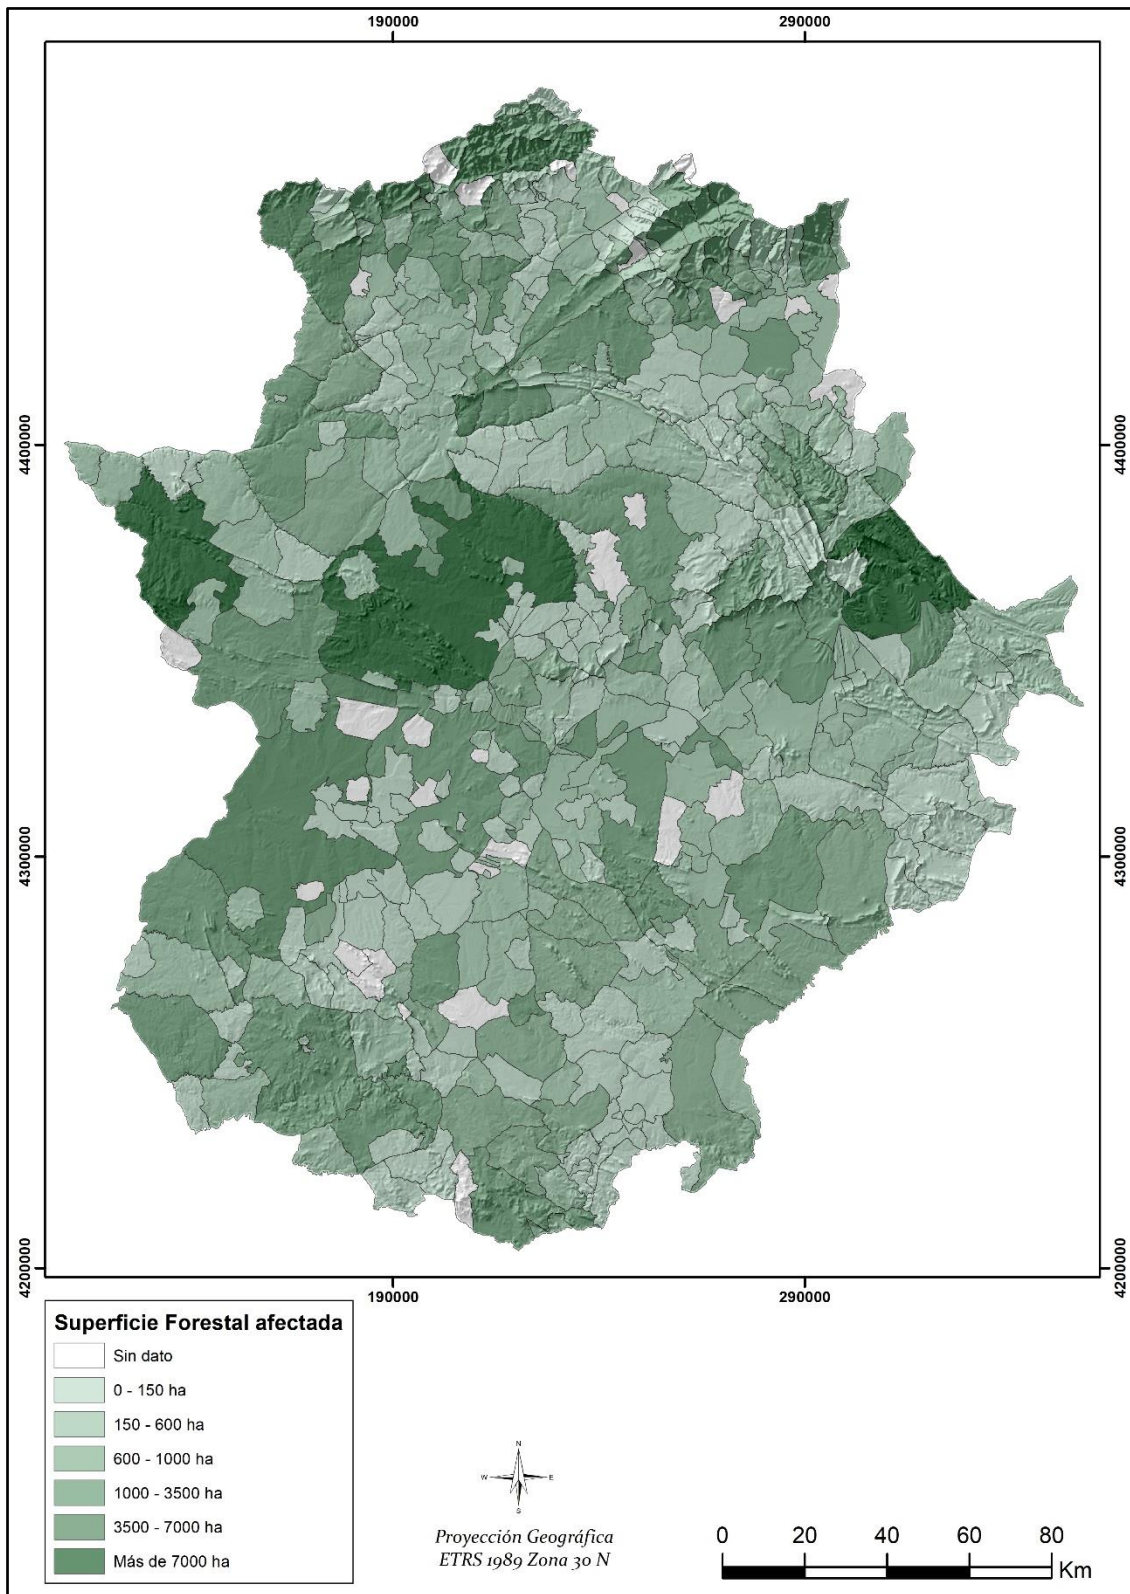 190000
290000
4400000
4400000
4300000
4300000
4200000
4200000
190000
290000
Superficie Forestal afectada
Sin dato
0 - 150 ha
150 - 600 ha
600 - 1000 ha
1000 - 3500 ha
3500 - 7000 ha
Más de 7000 ha
N
W
E
S
Proyección Geográfica
ETRS 1989 Zona 30 N
0 20 40 60 80
Km